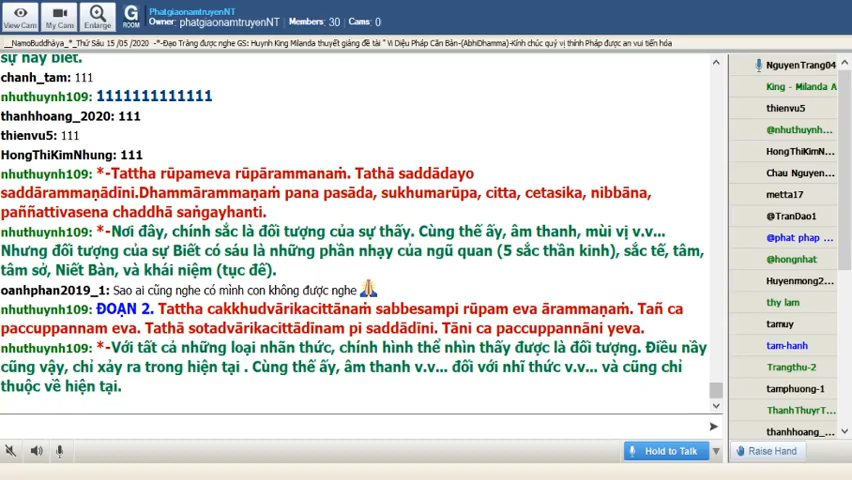 PhatgiaonamtruyenNT
Owner: phatgiaonamtruyenNT | Members: 30 | Cams: 0
View Cam
My Cam
Enlarge
G ROOM
__NamoBuddhàya_*_Thứ Sáu 15 /05 /2020 -*-Đạo Tràng được nghe GS: Huynh King Milanda thuyết giảng đề tài " Vi Diệu Pháp Căn Bản-(AbhiDhamma)-Kính chúc quý vị thính Pháp được an vui tiến hóa
sự hay biết.
chanh_tam: 111
nhuthuynh109: 1111111111111
thanhhoang_2020: 111
thienvu5: 111
HongThiKimNhung: 111
nhuthuynh109: *-Tattha rūpameva rūpārammanaṁ. Tathā saddādayo
saddārammaṇādīni.Dhammārammaṇaṁ pana pasāda, sukhumarūpa, citta, cetasika, nibbāna,
paññattivasena chaddhā saṅgayhanti.
nhuthuynh109: *-Nơi đây, chính sắc là đối tượng của sự thấy. Cùng thế ấy, âm thanh, mùi vị v.v...
Nhưng đối tượng của sự Biết có sáu là những phần nhạy của ngũ quan (5 sắc thần kinh), sắc tế, tâm,
tâm sở, Niết Bàn, và khái niệm (tục đế).
oanhphan2019_1: Sao ai cũng nghe có mình con không được nghe
nhuthuynh109: ĐOẠN 2. Tattha cakkhudvārikacittānaṁ sabbesampi rūpam eva ārammaṇaṁ. Tañ ca
paccuppannam eva. Tathā sotadvārikacittādīnam pi saddādīni. Tāni ca paccuppannāni yeva.
nhuthuynh109: *-Với tất cả những loại nhãn thức, chính hình thể nhìn thấy được là đối tượng. Điều nầy
cũng vậy, chỉ xảy ra trong hiện tại . Cùng thế ấy, âm thanh v.v... đối với nhĩ thức v.v... và cũng chỉ
thuộc về hiện tại.
NguyenTrang04
King - Milanda A
thienvu5
@nhuthuynh...
HongThiKimN...
Chau Nguyen...
metta17
@TranDao1
@phat phap ...
@hongnhat
Huyenmong2...
thy lam
tamuy
tam-hanh
Trangthu-2
tamphuong-1
ThanhThuyrT...
thanhhoang_...
Hold to Talk
Raise Hand